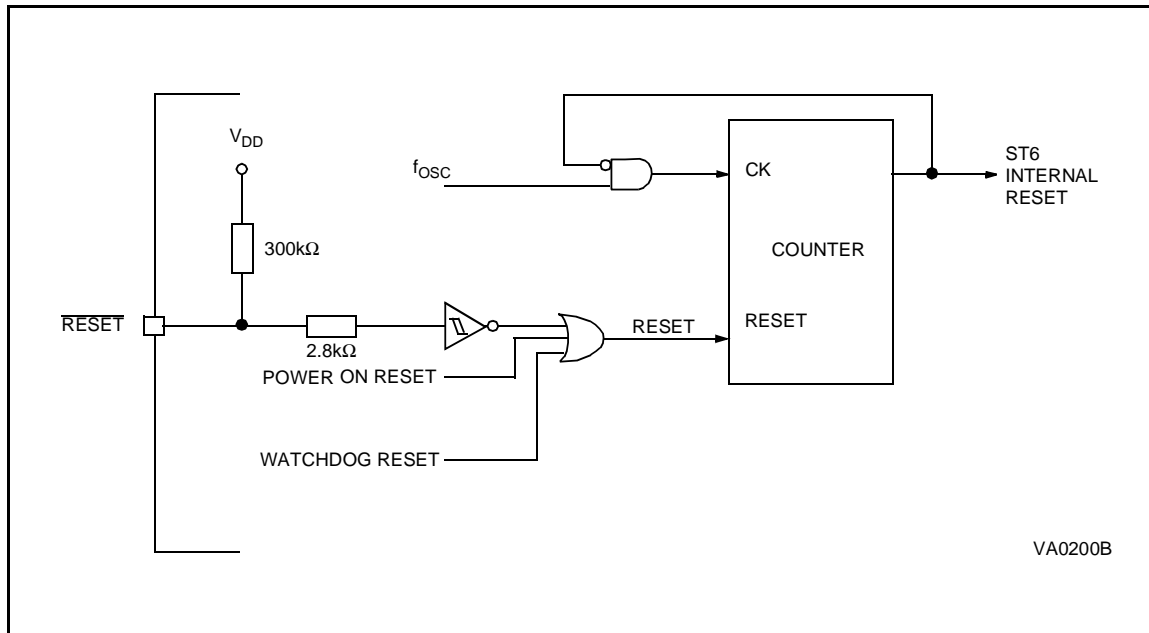 V_DD
300kΩ
RESET
2.8kΩ
POWER ON RESET
WATCHDOG RESET
f_OSC
RESET
CK
COUNTER
RESET
ST6
INTERNAL
RESET
VA0200B